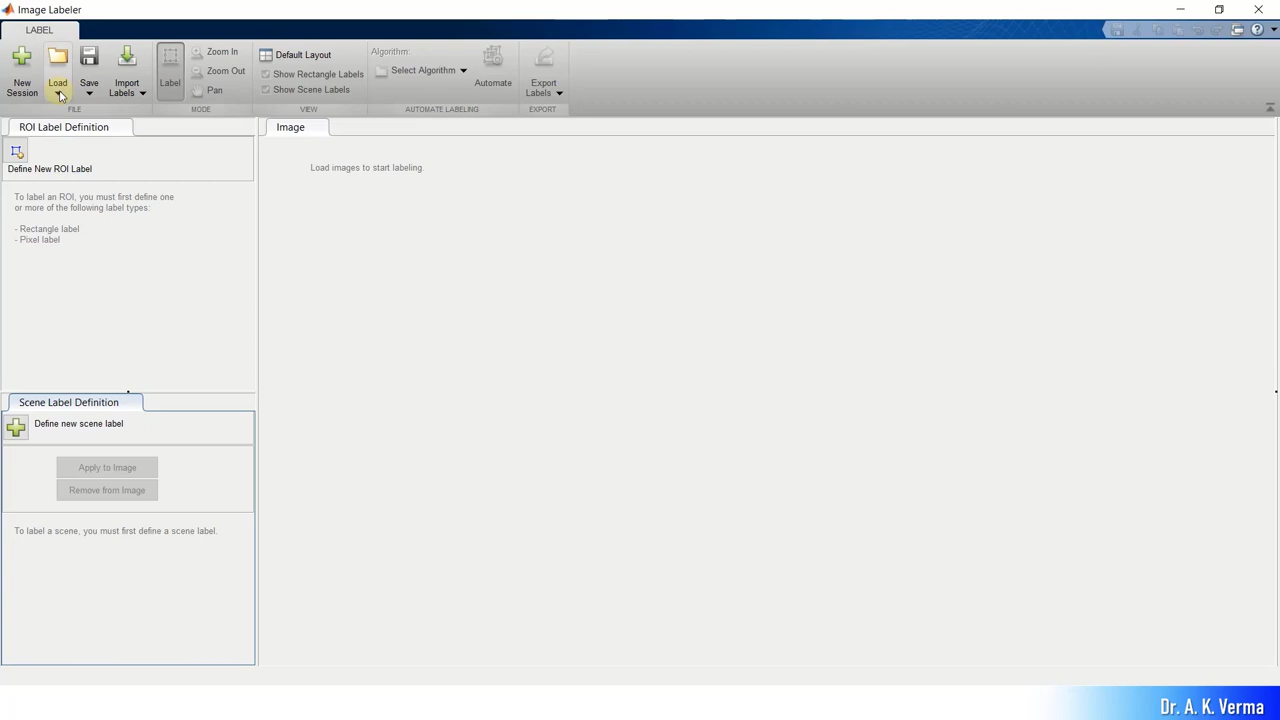 Image Labeler
LABEL
New Session
Load
Save
Import Labels
FILE
Label
Zoom In
Zoom Out
Pan
MODE
Default Layout
Show Rectangle Labels
Show Scene Labels
VIEW
Algorithm:
Select Algorithm
Automate
AUTOMATE LABELING
Export Labels
EXPORT
ROI Label Definition
Define New ROI Label
To label an ROI, you must first define one
or more of the following label types:
- Rectangle label
- Pixel label
Image
Load images to start labeling.
Scene Label Definition
Define new scene label
Apply to Image
Remove from Image
To label a scene, you must first define a scene label.
Dr. A. K. Verma